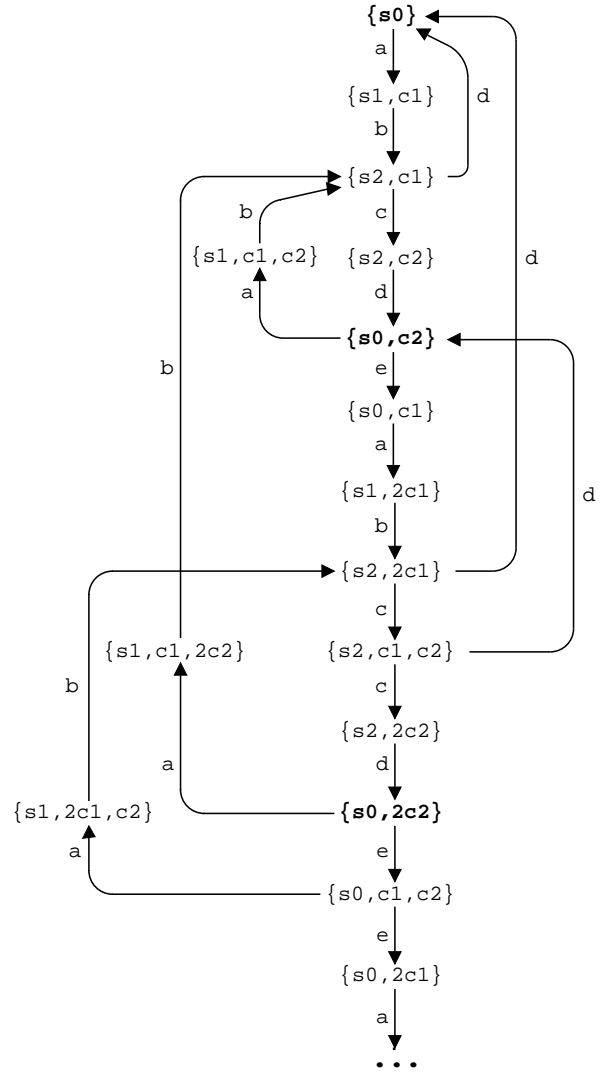 {s0}
a
{s1,c1}
d
b
{s2,c1}
b
c
{s1,c1,c2}
{s2,c2}
d
a
d
{s0,c2}
b
e
{s0,c1}
a
{s1,2c1}
d
b
{s2,2c1}
c
{s1,c1,2c2}
{s2,c1,c2}
b
c
{s2,2c2}
a
d
{s1,2c1,c2}
{s0,2c2}
a
e
{s0,c1,c2}
e
{s0,2c1}
a
...